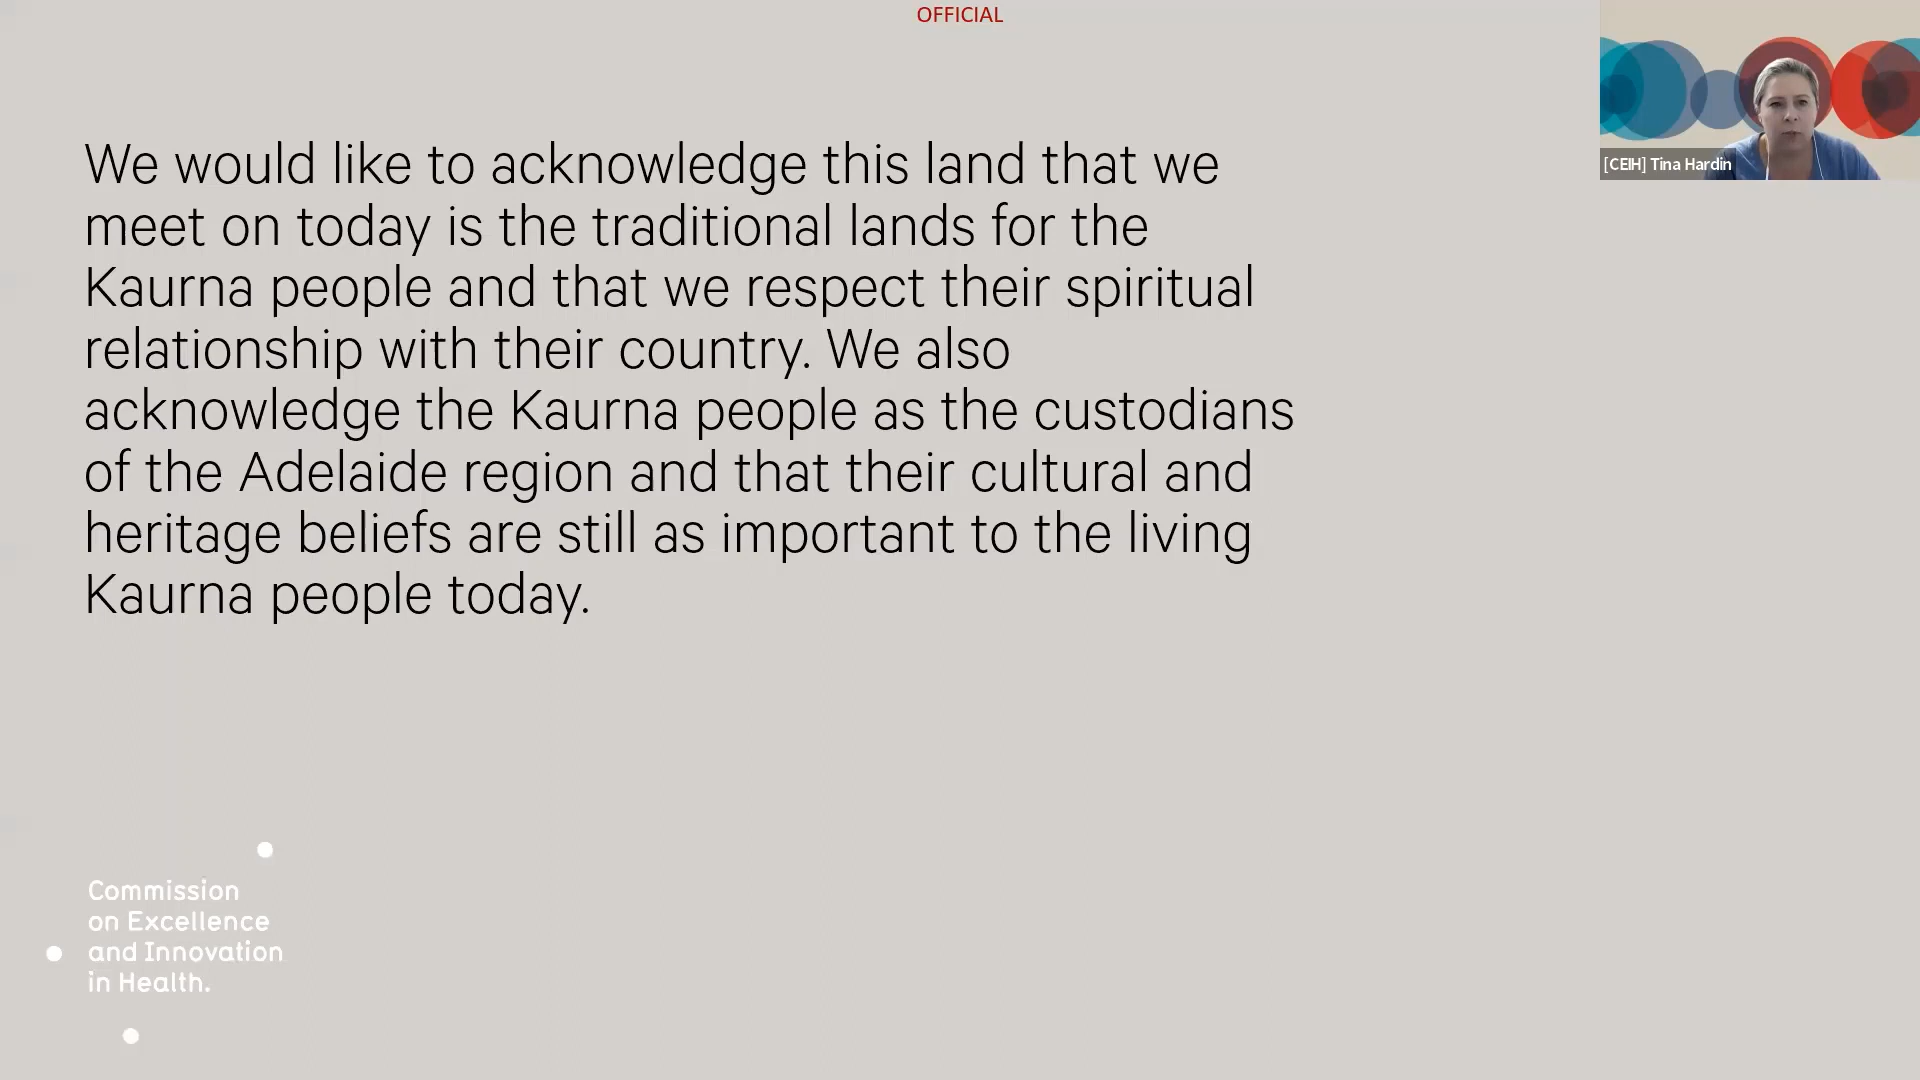 OFFICIAL
[CEIH] Tina Hardin
We would like to acknowledge this land that we
meet on today is the traditional lands for the
Kaurna people and that we respect their spiritual
relationship with their country. We also
acknowledge the Kaurna people as the custodians
of the Adelaide region and that their cultural and
heritage beliefs are still as important to the living
Kaurna people today.
Commission
on Excellence
and Innovation
in Health.